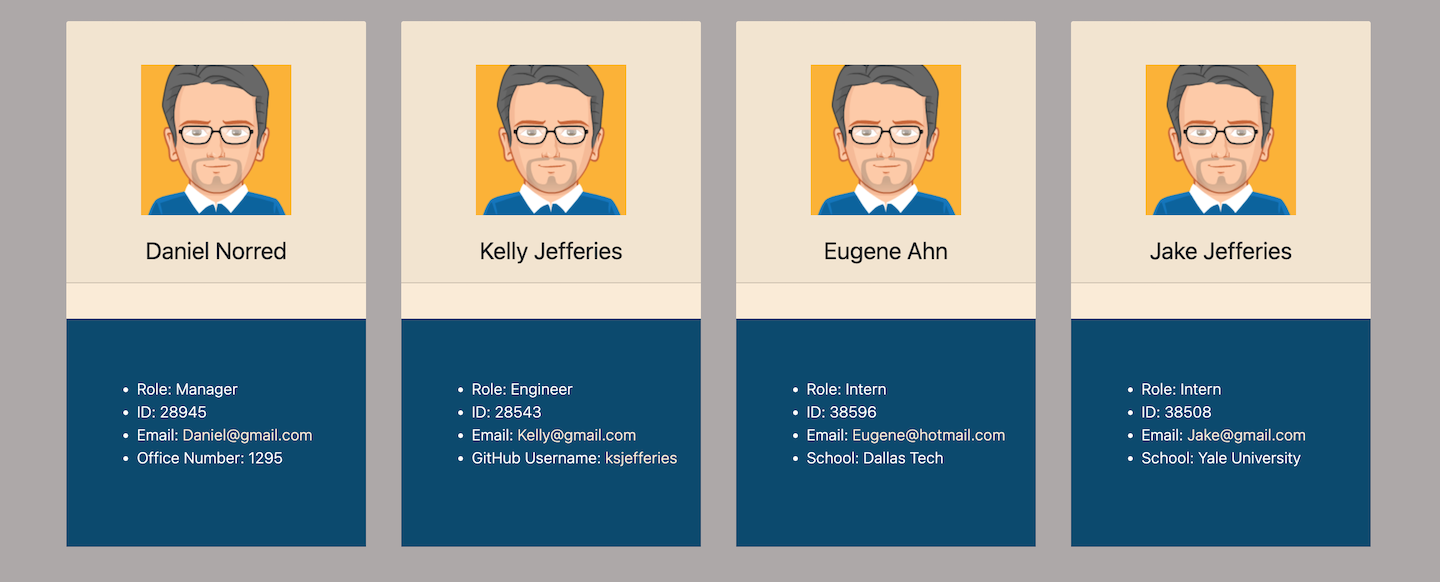 Daniel Norred
• Role: Manager
• ID: 28945
• Email: Daniel@gmail.com
• Office Number: 1295
Kelly Jefferies
• Role: Engineer
• ID: 28543
• Email: Kelly@gmail.com
• GitHub Username: ksjefferies
Eugene Ahn
• Role: Intern
• ID: 38596
• Email: Eugene@hotmail.com
• School: Dallas Tech
Jake Jefferies
• Role: Intern
• ID: 38508
• Email: Jake@gmail.com
• School: Yale University